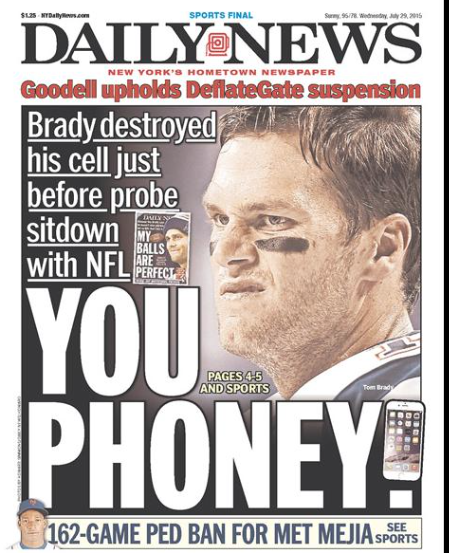 $1.25 • NYDailyNews.com
SPORTS FINAL
Sunny, 95/78. Wednesday, July 29, 2015
DAILY NEWS
NEW YORK'S HOMETOWN NEWSPAPER
Goodell upholds DeflateGate suspension
Brady destroyed
his cell just
before probe
sitdown
with NFL
DAILY N
MY
BALLS
ARE
PERFECT
YOU
PHONEY!
PAGES 4-5
AND SPORTS
Tom Brady
162-GAME PED BAN FOR MET MEJIA
SEE
SPORTS